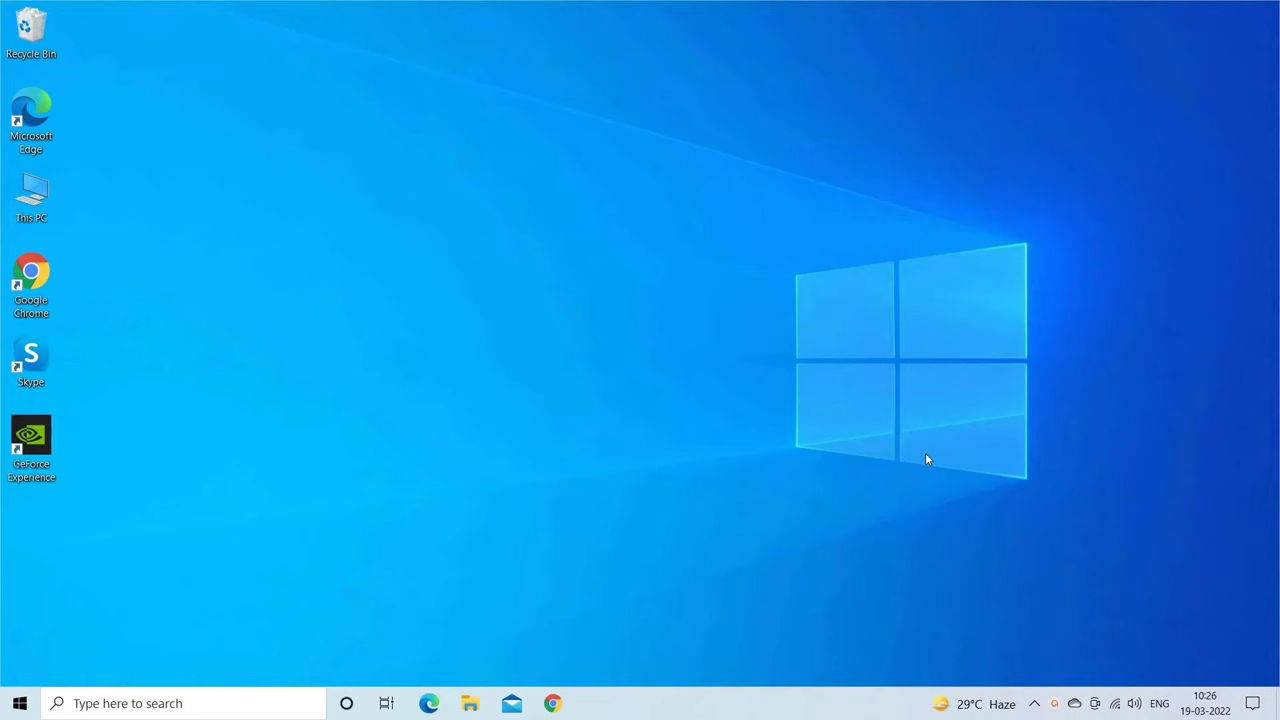 Recycle Bin
Microsoft
Edge
This PC
Google
Chrome
S
Skype
GeForce
Experience
Type here to search
29°C Haze
ENG
10:26
19-03-2022